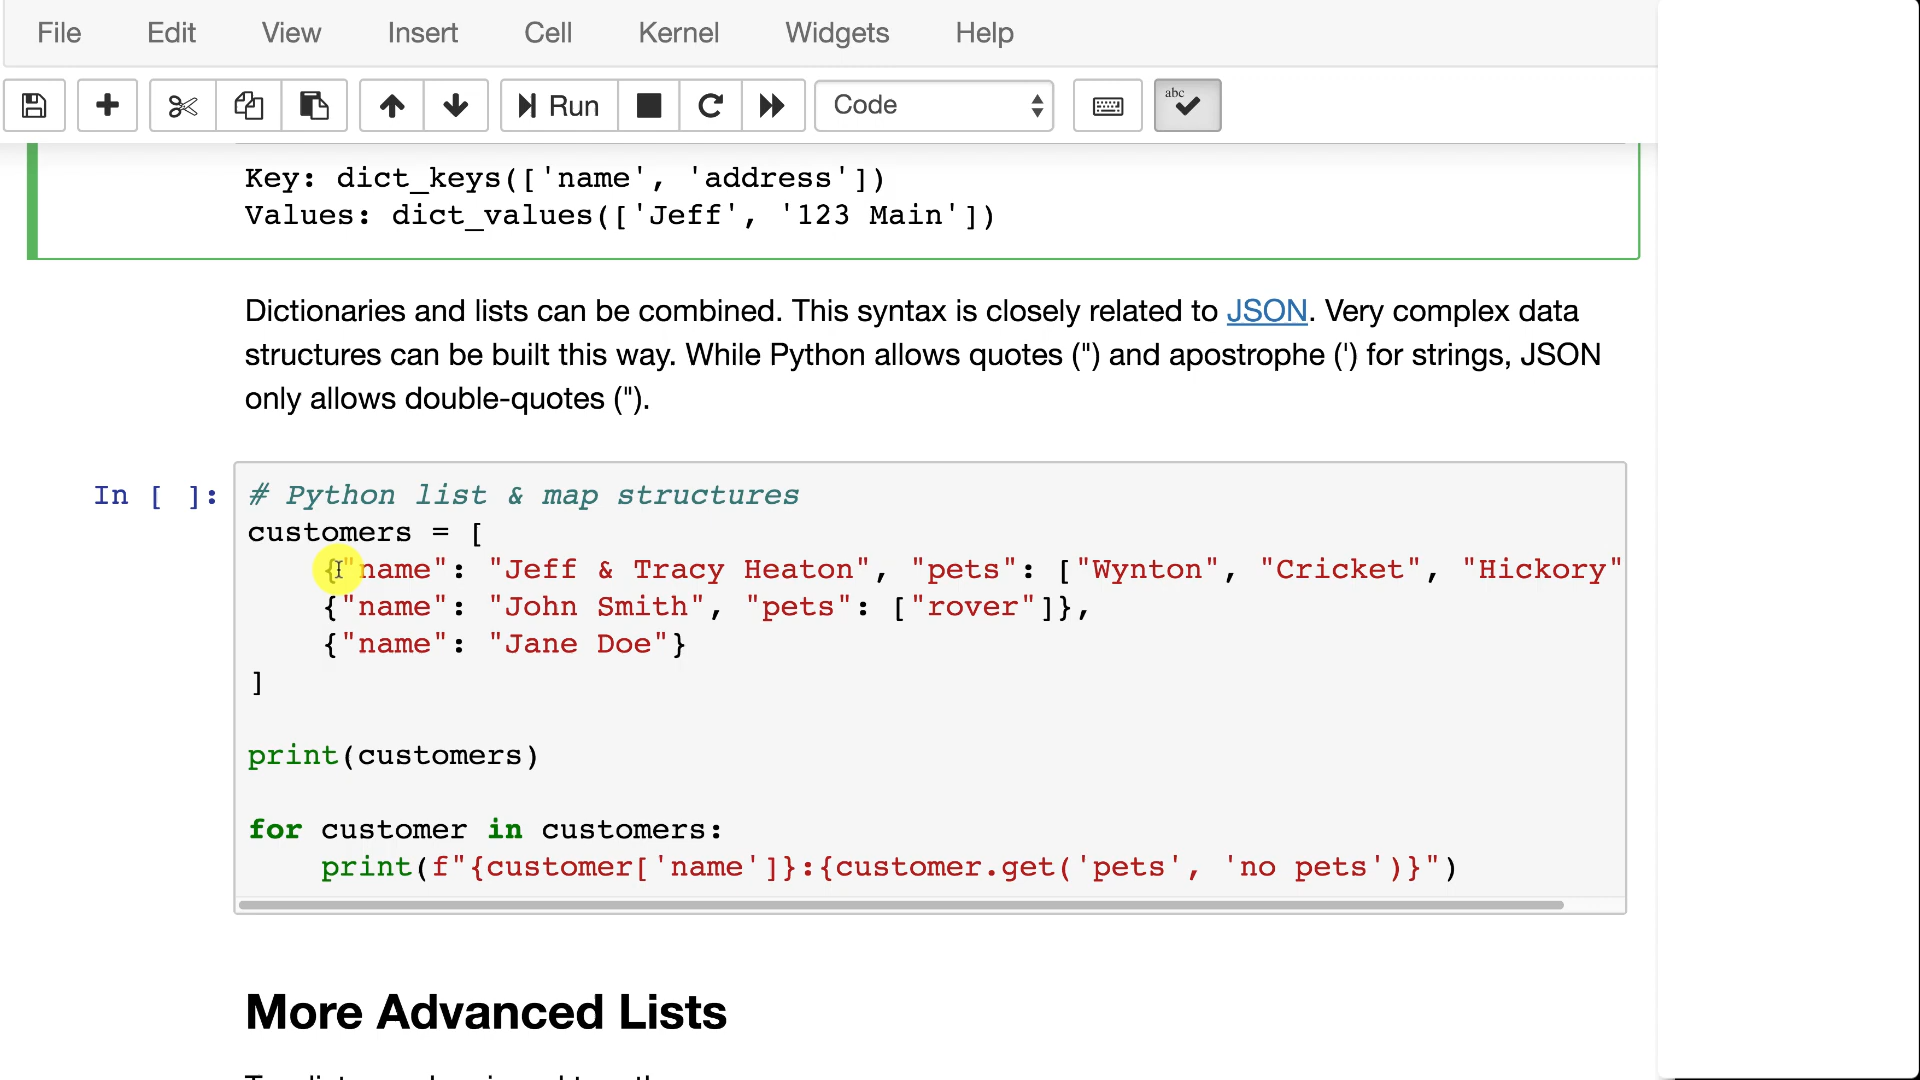 File Edit View Insert Cell Kernel Widgets Help
Run Code abc
Key: dict_keys(['name', 'address'])
Values: dict_values(['Jeff', '123 Main'])
Dictionaries and lists can be combined. This syntax is closely related to JSON. Very complex data
structures can be built this way. While Python allows quotes (") and apostrophe (') for strings, JSON
only allows double-quotes (").
In [ ]:
# Python list & map structures
customers = [
    {"name": "Jeff & Tracy Heaton", "pets": ["Wynton", "Cricket", "Hickory"
    {"name": "John Smith", "pets": ["rover"]},
    {"name": "Jane Doe"}
]
print(customers)
for customer in customers:
    print(f"{customer['name']}:{customer.get('pets', 'no pets')}")
More Advanced Lists